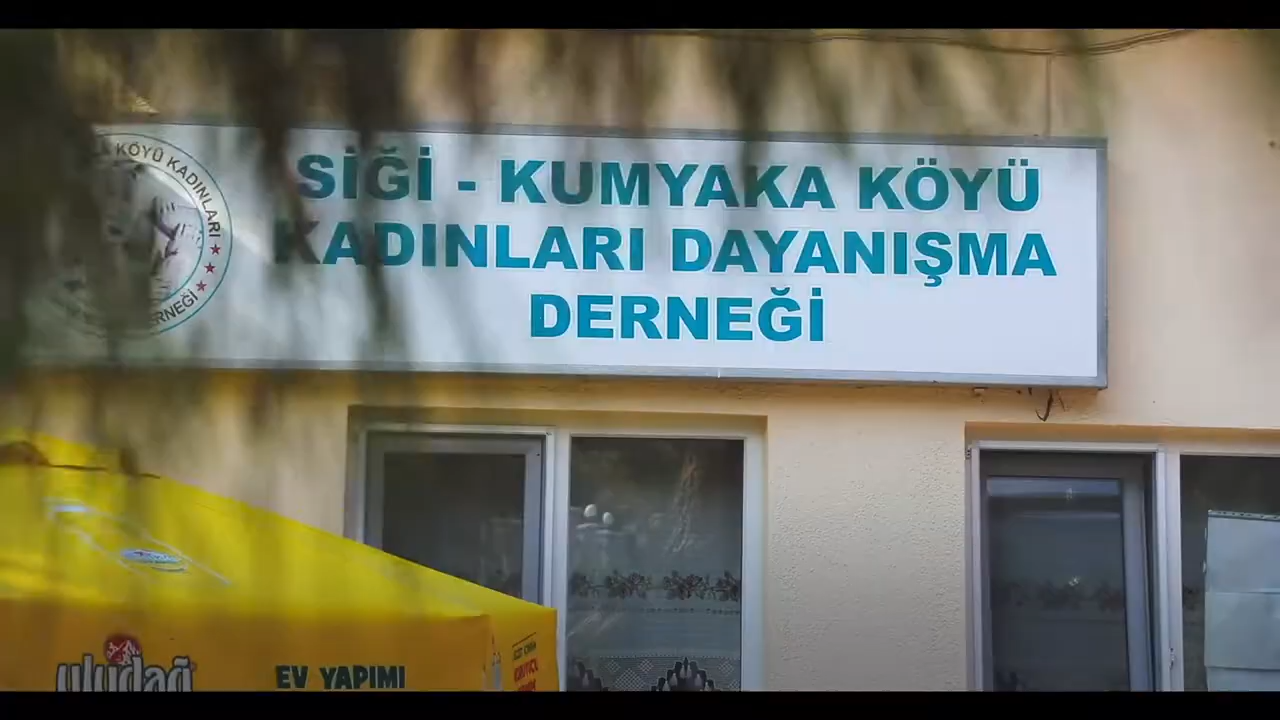 SİĞİ - KUMYAKA KÖYÜ
KADINLARI DAYANIŞMA
DERNEĞİ
KÖYÜ KADINLARI
DERNEĞİ
uludağ
EV YAPIMI